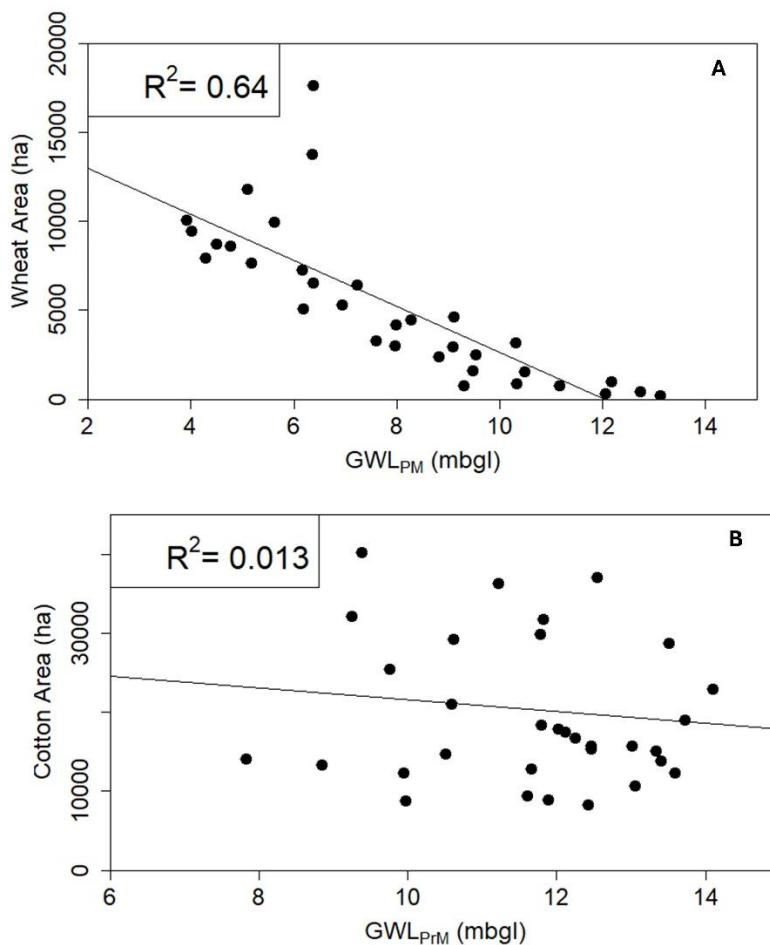 A
R²= 0.64
Wheat Area (ha)
20000
15000
10000
5000
0
2 4 6 8 10 12 14
GWL_PM (mbgl)
B
R²= 0.013
Cotton Area (ha)
30000
10000
0
6 8 10 12 14
GWL_PrM (mbgl)